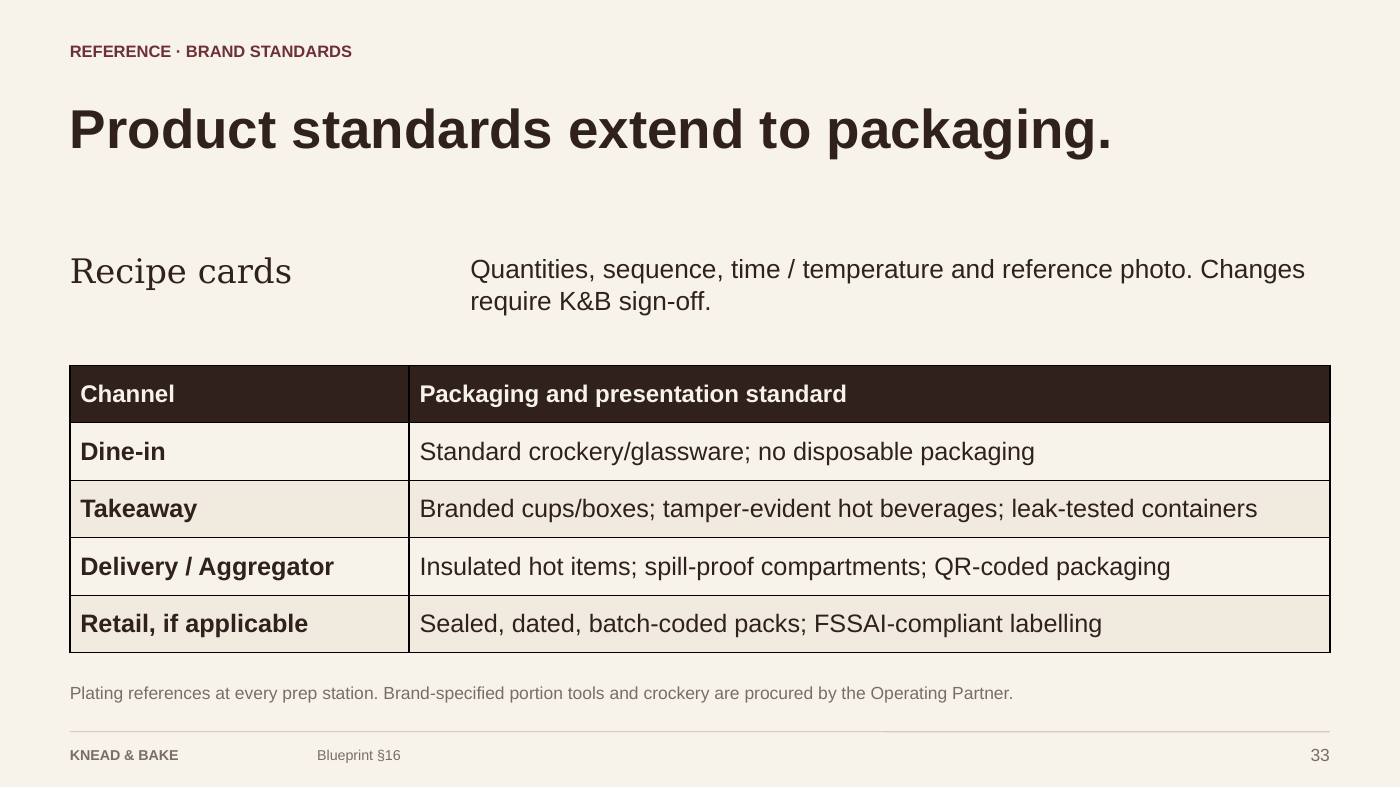 REFERENCE · BRAND STANDARDS
Product standards extend to packaging.
Recipe cards
Quantities, sequence, time / temperature and reference photo. Changes
require K&B sign-off.
Channel Packaging and presentation standard
Dine-in Standard crockery/glassware; no disposable packaging
Takeaway Branded cups/boxes; tamper-evident hot beverages; leak-tested containers
Delivery / Aggregator Insulated hot items; spill-proof compartments; QR-coded packaging
Retail, if applicable Sealed, dated, batch-coded packs; FSSAI-compliant labelling
Plating references at every prep station. Brand-specified portion tools and crockery are procured by the Operating Partner.
KNEAD & BAKE Blueprint §16 33